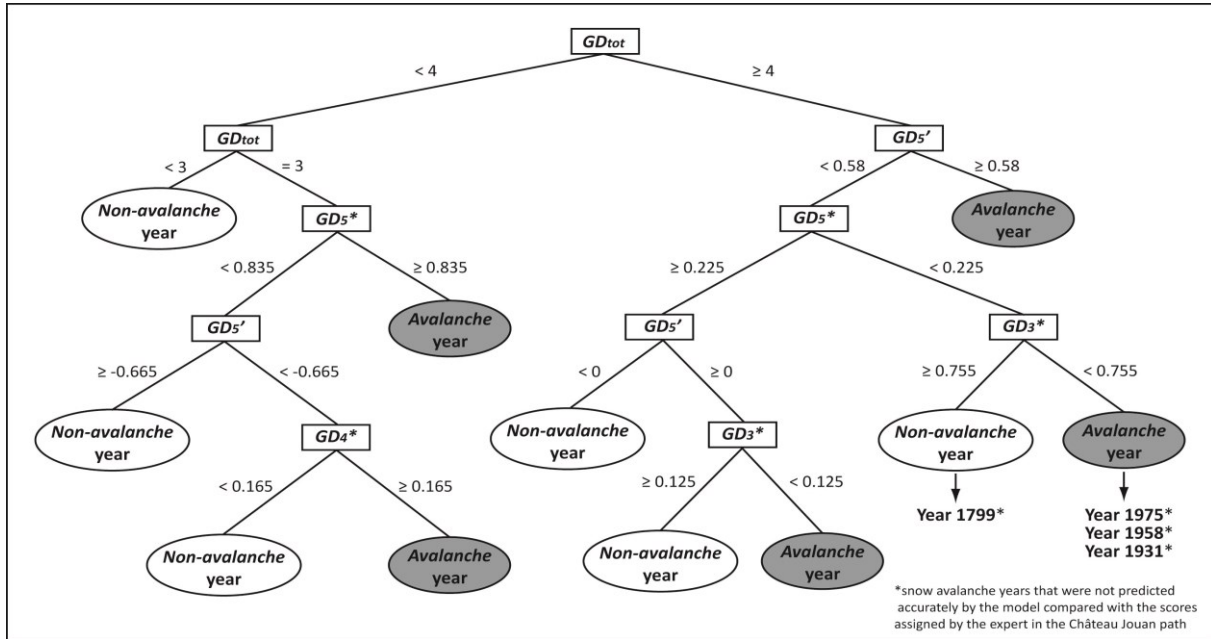 GDtot
< 4
≥ 4
GDtot
GD5’
< 3
= 3
< 0.58
≥ 0.58
Non-avalanche
year
GD5*
GD5*
Avalanche
year
< 0.835
≥ 0.835
≥ 0.225
< 0.225
GD5’
Avalanche
year
GD5’
GD3*
≥ -0.665
< -0.665
< 0
≥ 0
≥ 0.755
< 0.755
Non-avalanche
year
GD4*
Non-avalanche
year
GD3*
Non-avalanche
year
Avalanche
year
< 0.165
≥ 0.165
≥ 0.125
< 0.125
Year 1799*
Year 1975*
Year 1958*
Year 1931*
Non-avalanche
year
Avalanche
year
Non-avalanche
year
Avalanche
year
*snow avalanche years that were not predicted
accurately by the model compared with the scores
assigned by the expert in the Château Jouan path